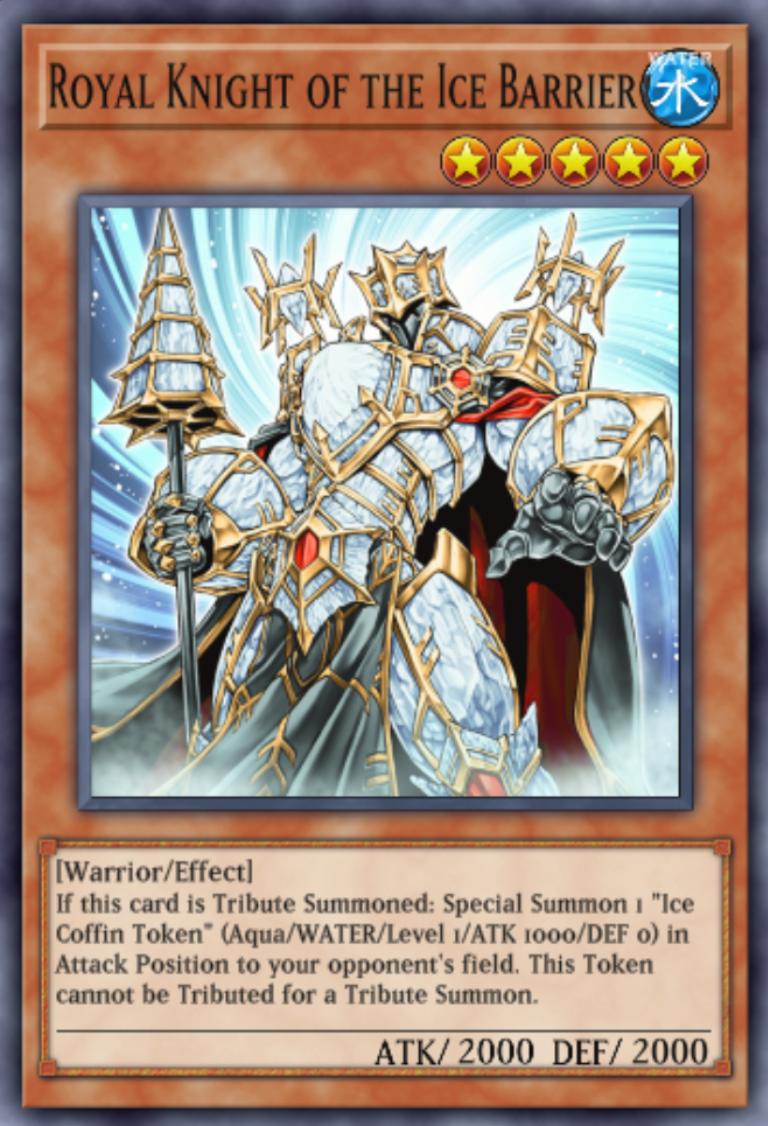 ROYAL KNIGHT OF THE ICE BARRIER
WATER
水
[Warrior/Effect]
If this card is Tribute Summoned: Special Summon 1 "Ice
Coffin Token" (Aqua/WATER/Level 1/ATK 1000/DEF 0) in
Attack Position to your opponent's field. This Token
cannot be Tributed for a Tribute Summon.
ATK/ 2000 DEF/ 2000